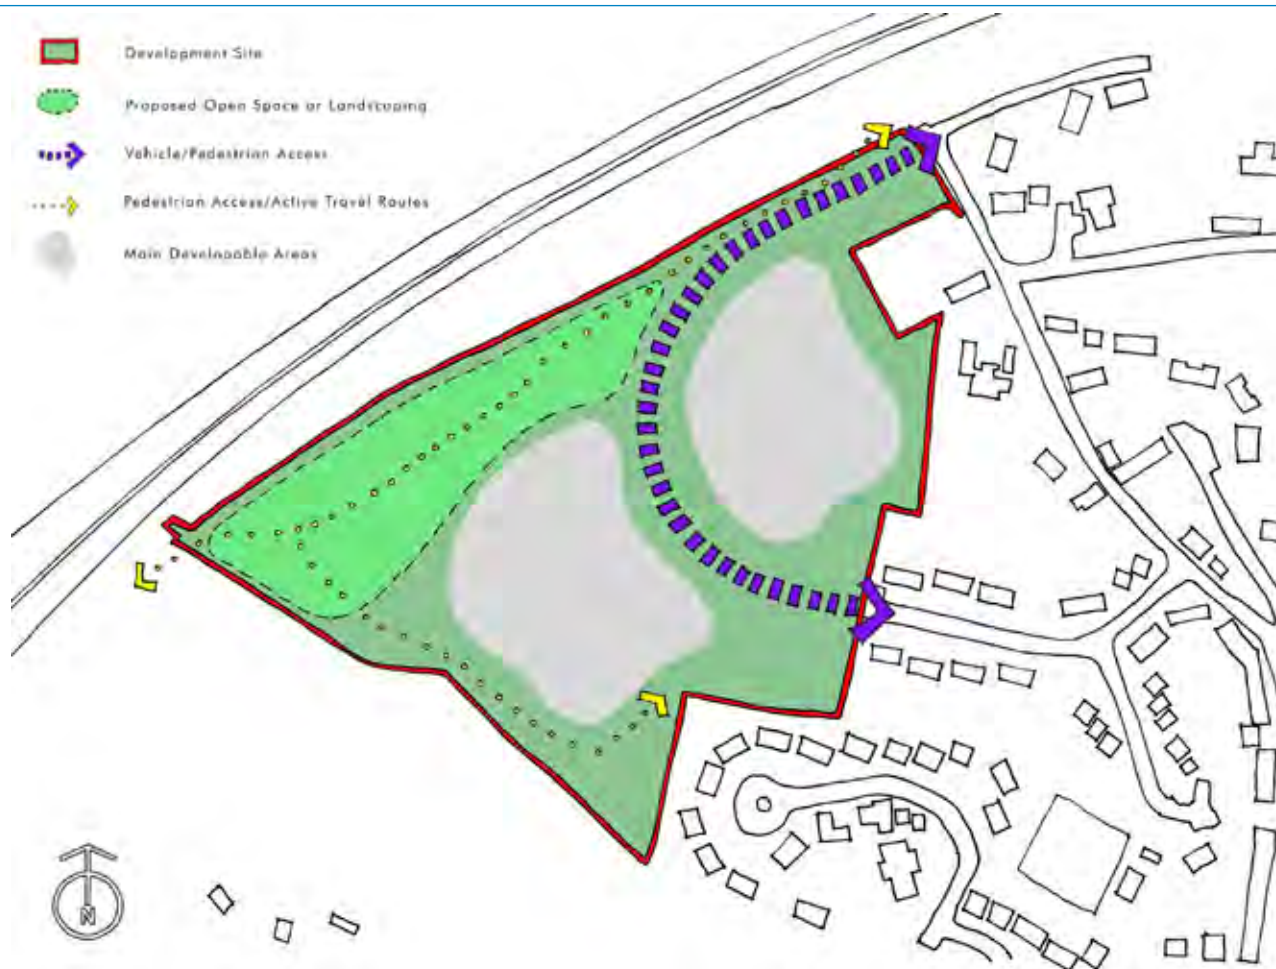 Development Site
Proposed Open Space or Landscaping
Vehicle/Pedestrian Access
Pedestrian Access/Active Travel Routes
Main Developable Areas
N